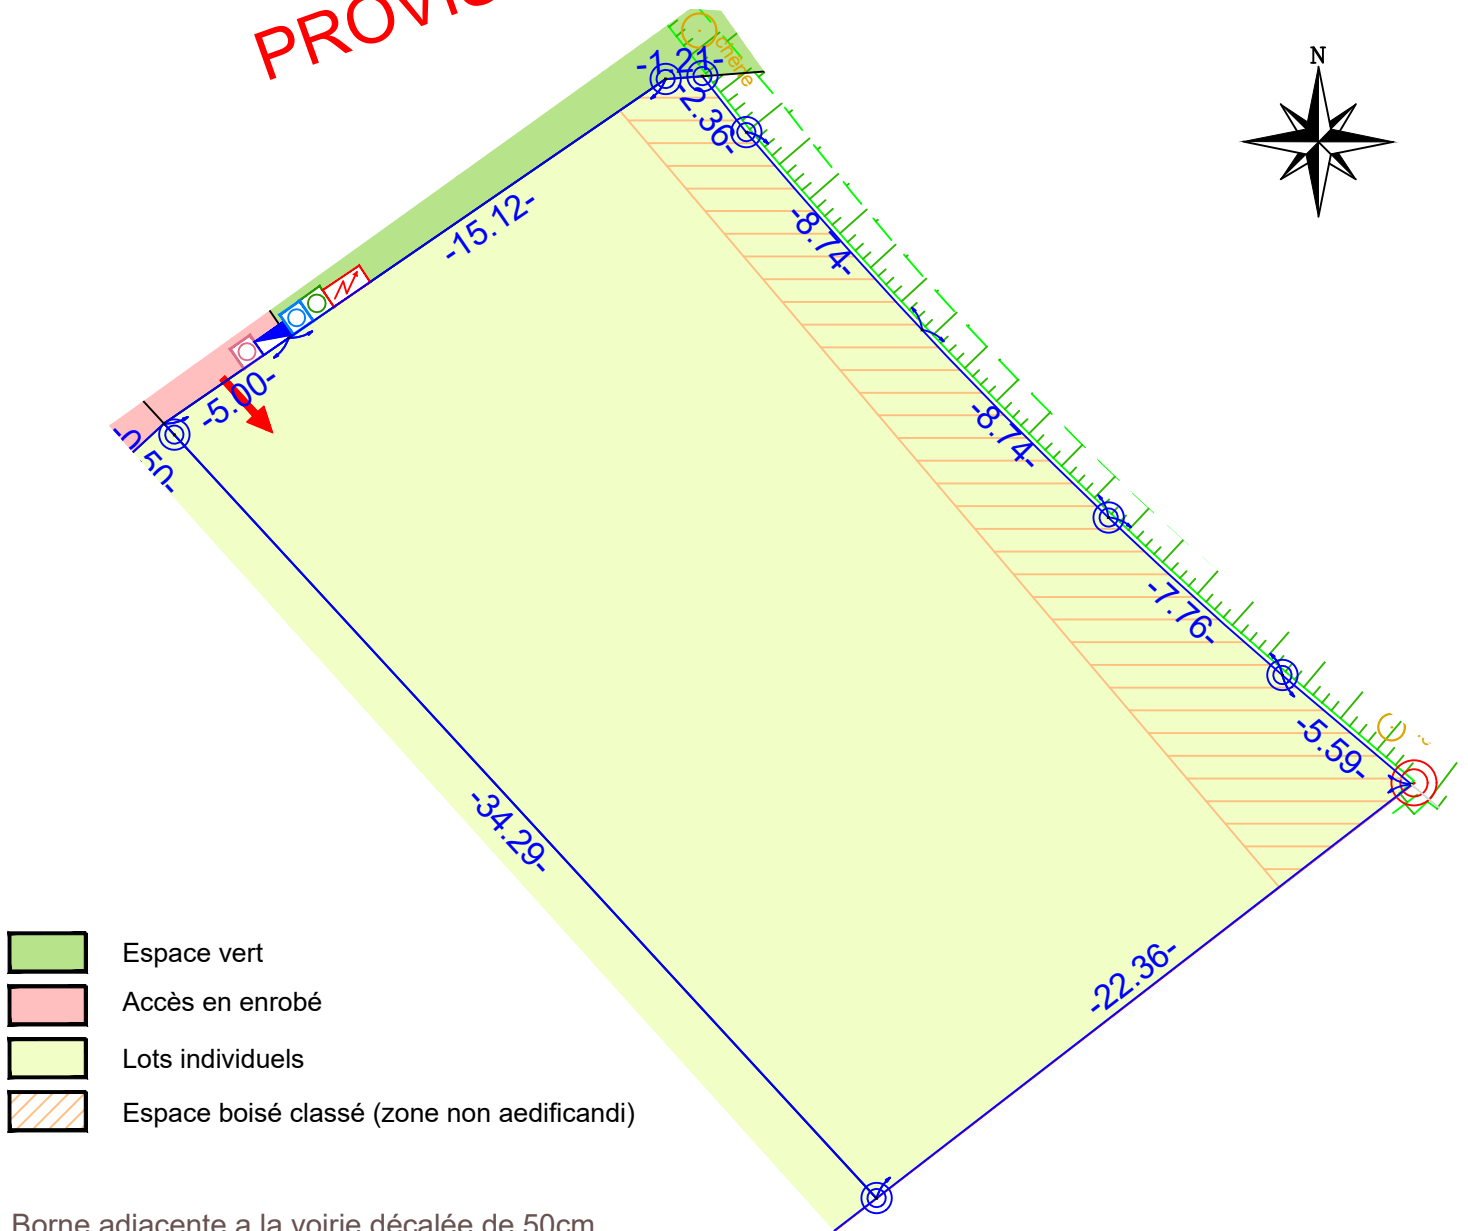 N
chêne
-1.21-
-2.36-
-15.12-
-8.74-
-5.00-
-8.74-
-7.76-
-5.59-
-34.29-
-22.36-
Espace vert
Accès en enrobé
Lots individuels
Espace boisé classé (zone non aedificandi)
Borne adjacente a la voirie décalée de 50cm